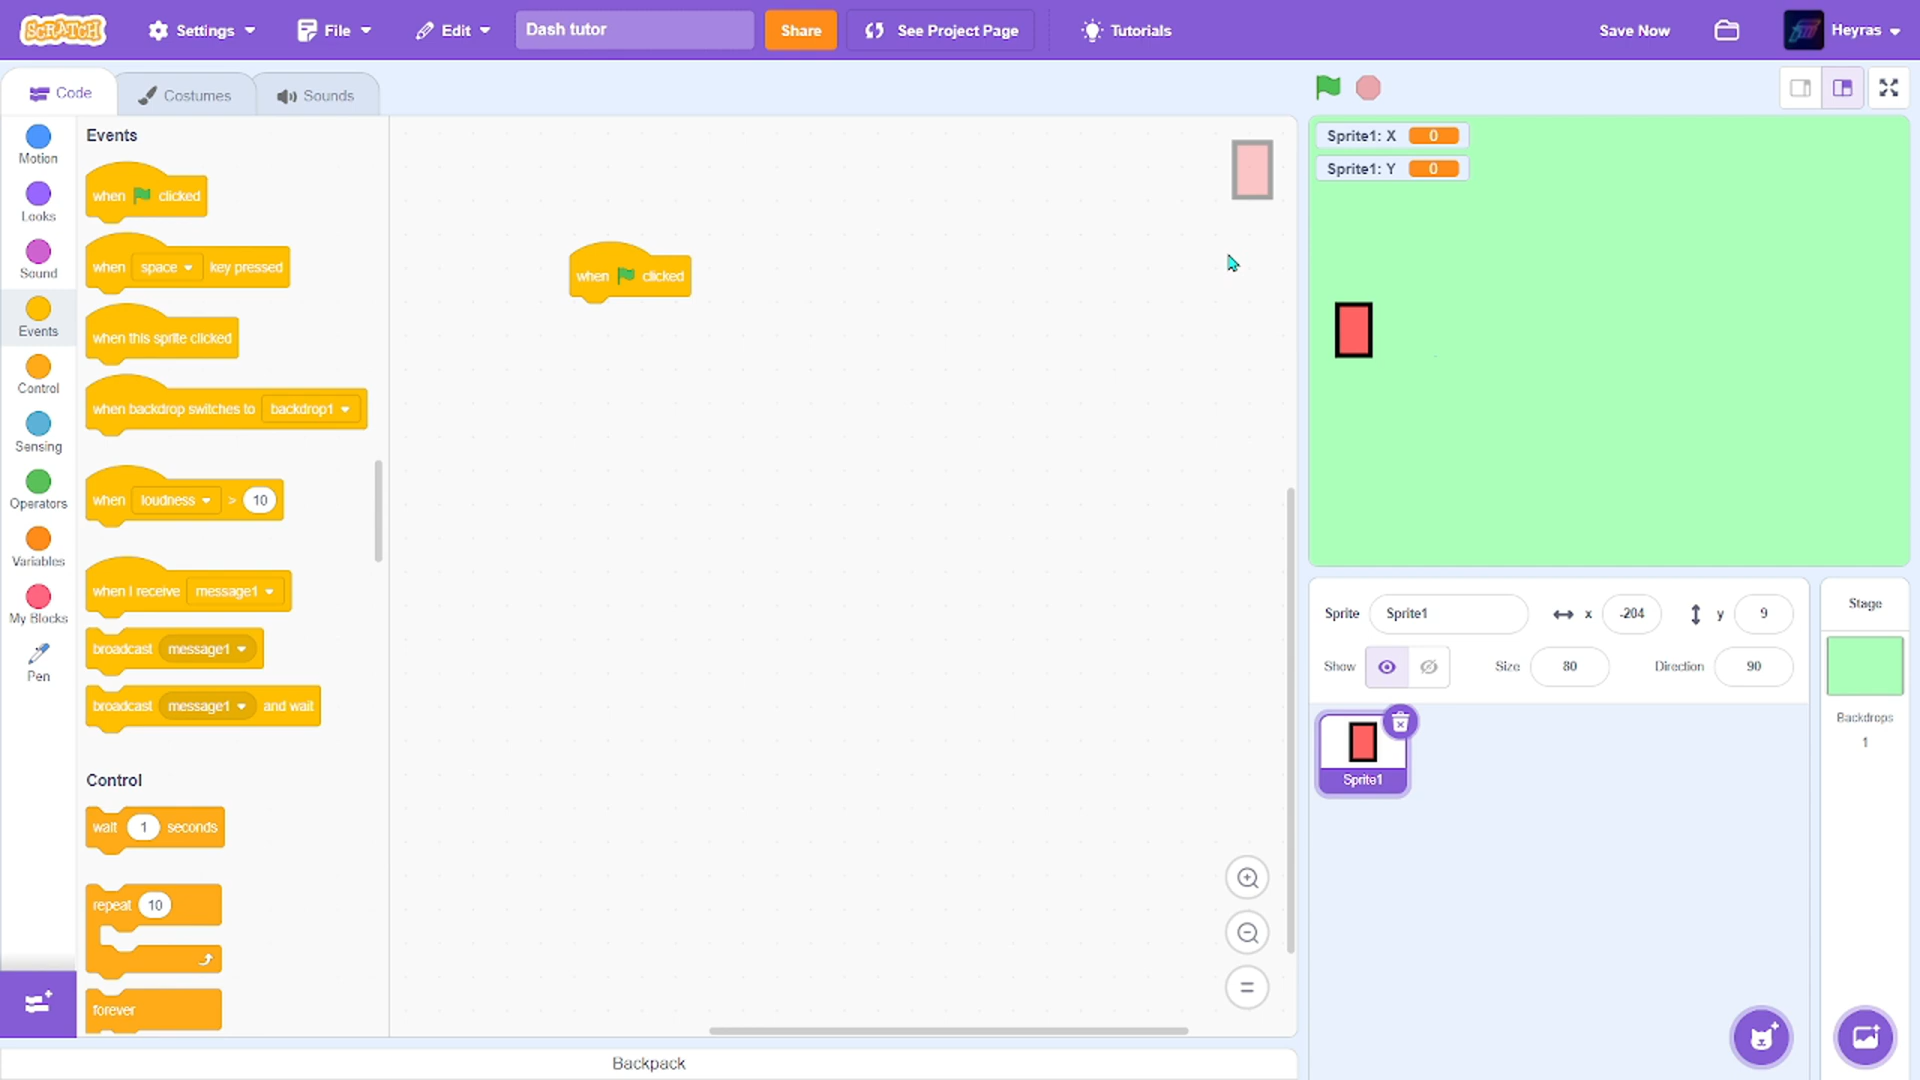 SCRATCH Settings File Edit Dash tutor Share See Project Page Tutorials Save Now Heyras
Code Costumes Sounds
Motion
Looks
Sound
Events
Control
Sensing
Operators
Variables
My Blocks
Pen
Events
when clicked
when space key pressed
when this sprite clicked
when backdrop switches to backdrop1
when loudness > 10
when I receive message1
broadcast message1
broadcast message1 and wait
Control
wait 1 seconds
repeat 10
forever
when clicked
Backpack
Sprite1: X 0
Sprite1: Y 0
Sprite Sprite1 x -204 y 9
Show Size 80 Direction 90
Sprite1
Stage
Backdrops
1